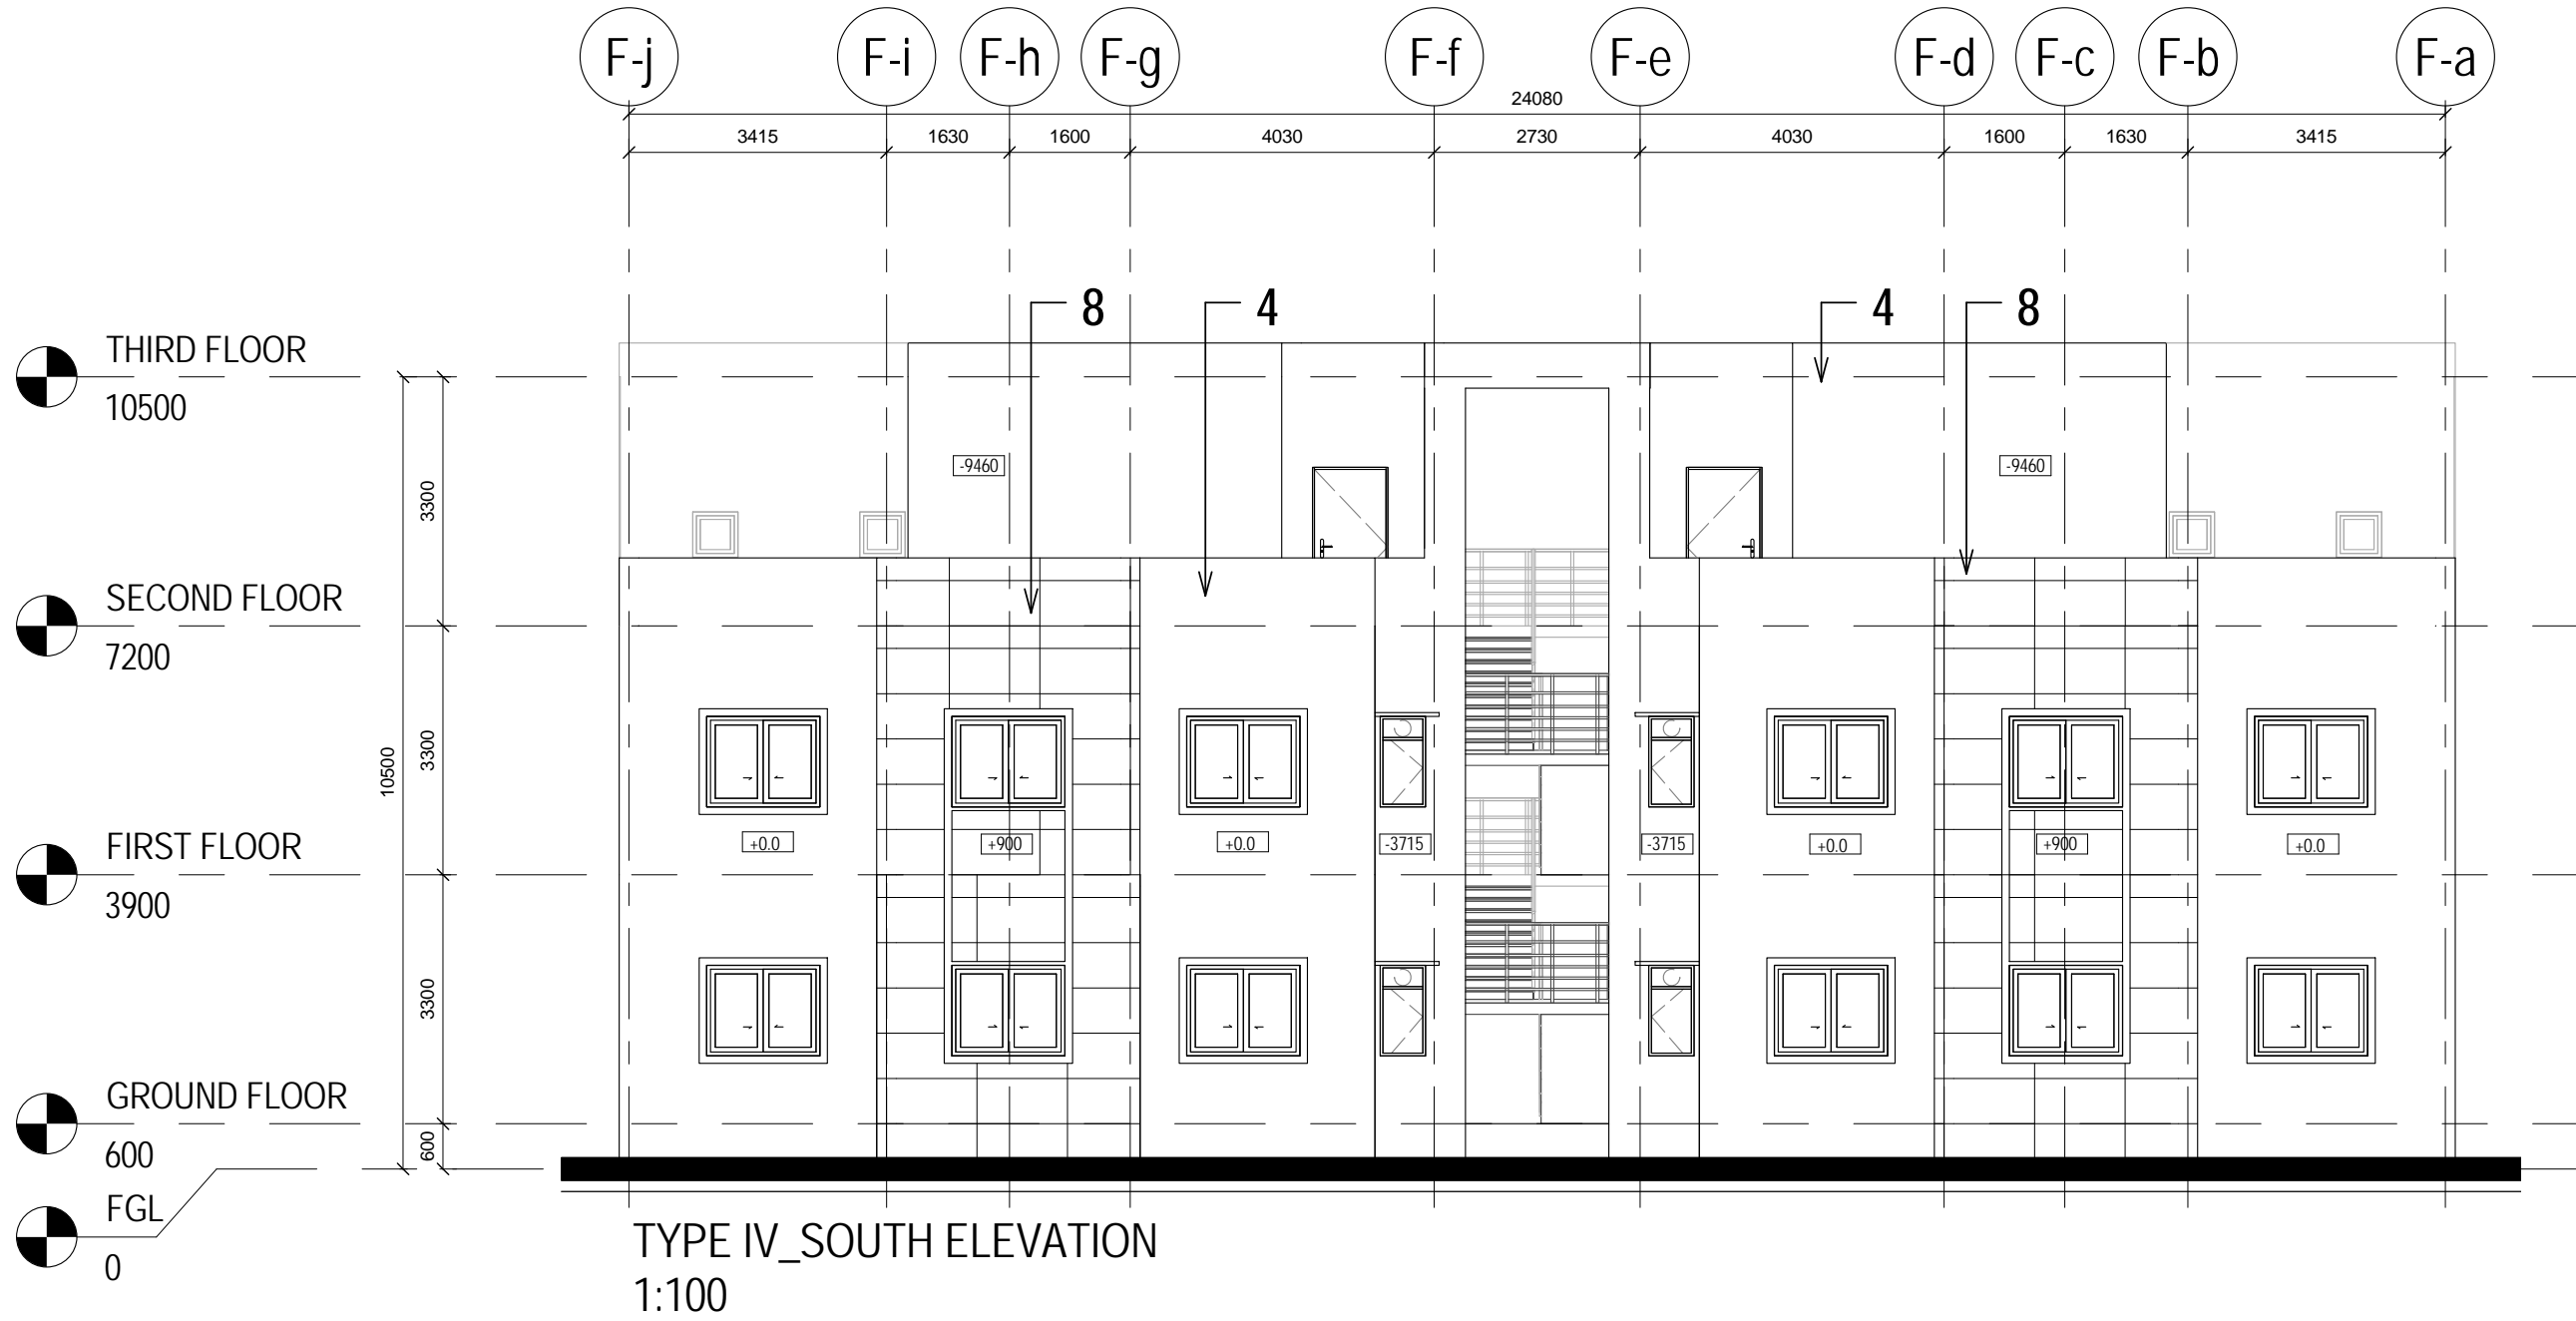 F-j F-i F-h F-g F-f F-e F-d F-c F-b F-a
24080
3415 1630 1600 4030 2730 4030 1600 1630 3415
8 4 4 8
THIRD FLOOR
10500
-9460 -9460
3300
SECOND FLOOR
7200
3300
10500
FIRST FLOOR
3900
+0.0 +900 +0.0 -3715 -3715 +0.0 +900 +0.0
3300
GROUND FLOOR
600
600
FGL
0
TYPE IV_SOUTH ELEVATION
1:100